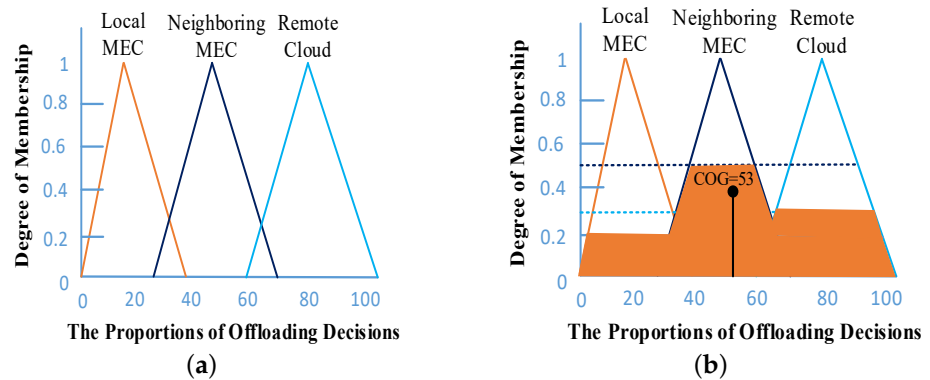 Local
MEC
Neighboring
MEC
Remote
Cloud
Degree of Membership
1
0.8
0.6
0.4
0.2
0
0 20 40 60 80 100
The Proportions of Offloading Decisions
(a)
Local
MEC
Neighboring
MEC
Remote
Cloud
Degree of Membership
1
0.8
0.6
0.4
0.2
0
COG=53
0 20 40 60 80 100
The Proportions of Offloading Decisions
(b)